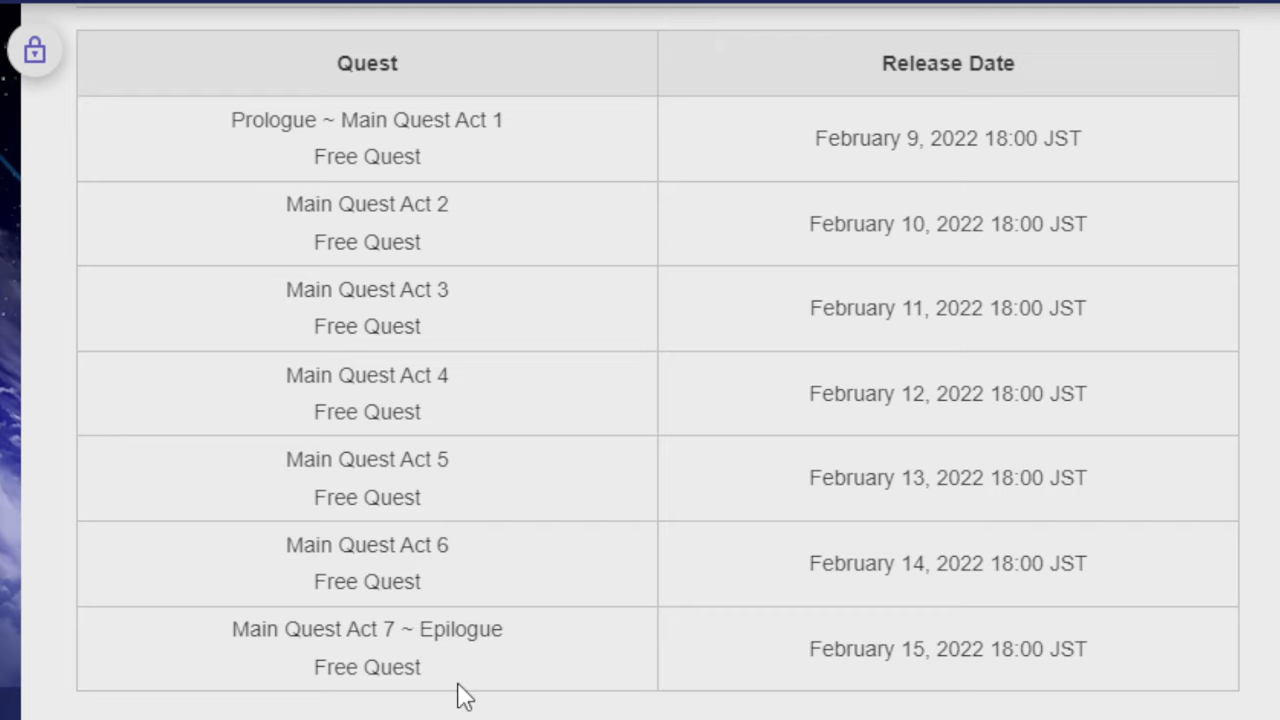 Quest
Release Date
Prologue ~ Main Quest Act 1
Free Quest
February 9, 2022 18:00 JST
Main Quest Act 2
Free Quest
February 10, 2022 18:00 JST
Main Quest Act 3
Free Quest
February 11, 2022 18:00 JST
Main Quest Act 4
Free Quest
February 12, 2022 18:00 JST
Main Quest Act 5
Free Quest
February 13, 2022 18:00 JST
Main Quest Act 6
Free Quest
February 14, 2022 18:00 JST
Main Quest Act 7 ~ Epilogue
Free Quest
February 15, 2022 18:00 JST